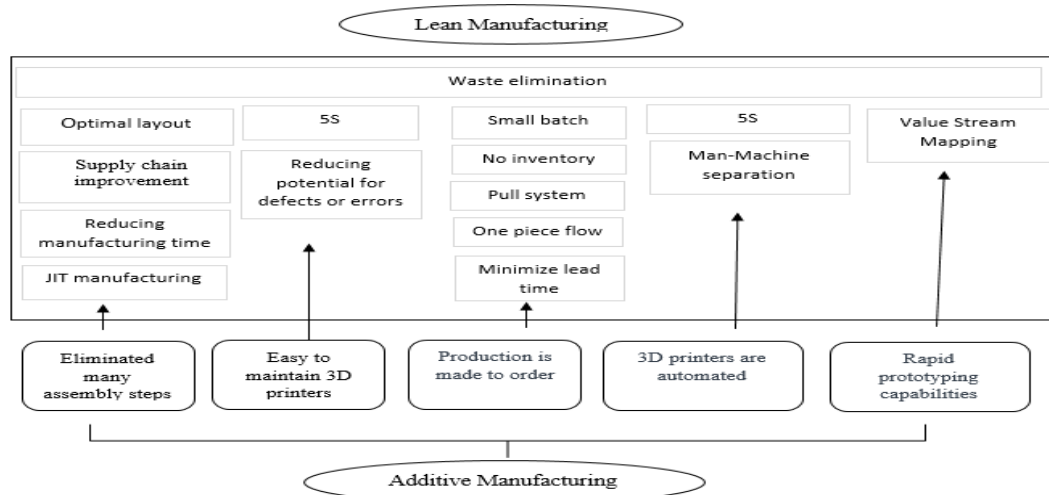 Lean Manufacturing
Waste elimination
Optimal layout
Supply chain
improvement
Reducing
manufacturing time
JIT manufacturing
5S
Reducing
potential for
defects or errors
Small batch
No inventory
Pull system
One piece flow
Minimize lead
time
5S
Man-Machine
separation
Value Stream
Mapping
Eliminated
many
assembly steps
Easy to
maintain 3D
printers
Production is
made to order
3D printers are
automated
Rapid
prototyping
capabilities
Additive Manufacturing